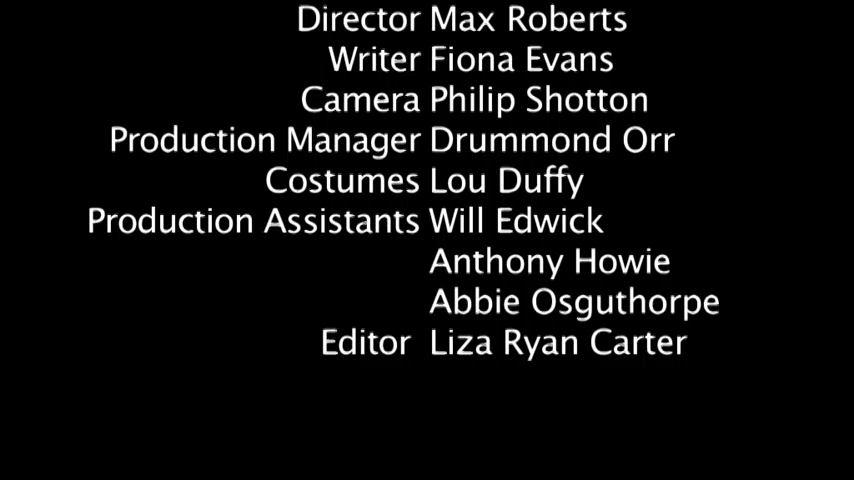 Director Max Roberts
Writer Fiona Evans
Camera Philip Shotton
Production Manager Drummond Orr
Costumes Lou Duffy
Production Assistants Will Edwick
Anthony Howie
Abbie Osguthorpe
Editor Liza Ryan Carter